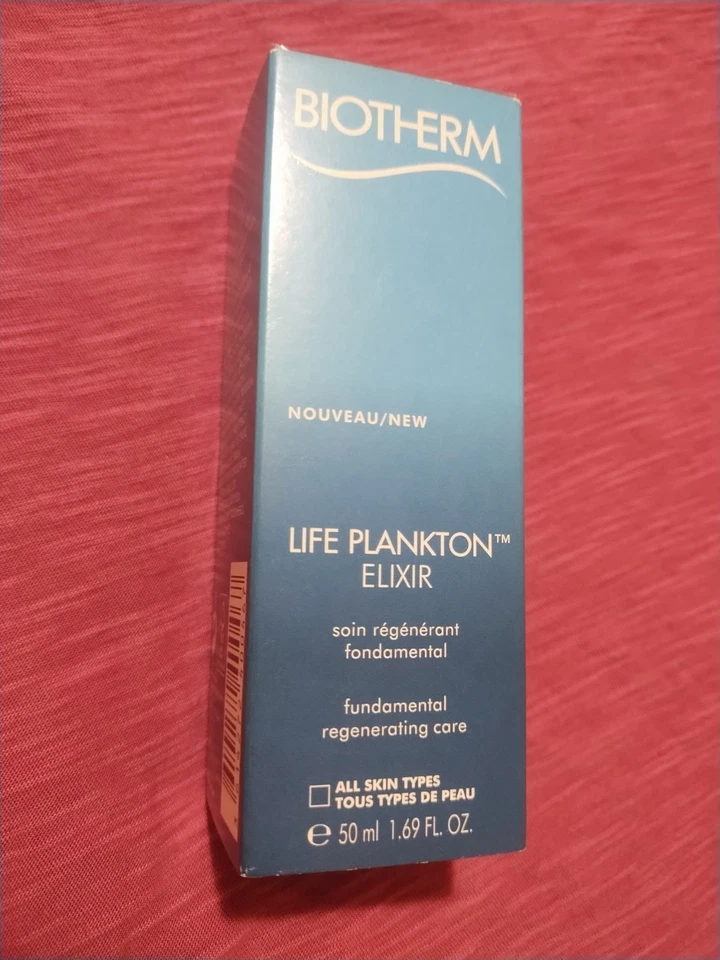 BIOTHERM
NOUVEAU/NEW
LIFE PLANKTON™
ELIXIR
soin régénérant
fondamental
fundamental
regenerating care
ALL SKIN TYPES
TOUS TYPES DE PEAU
e 50 ml 1.69 FL. OZ.